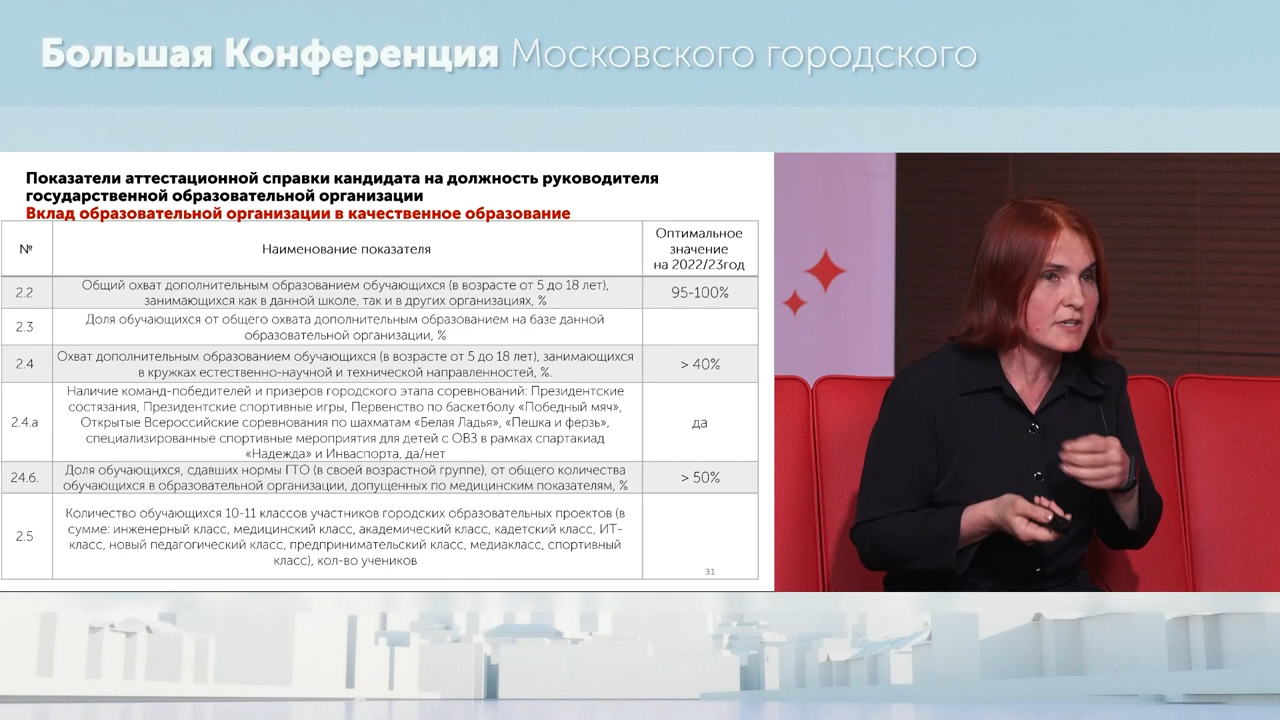 Большая Конференция Московского городского
Показатели аттестационной справки кандидата на должность руководителя
государственной образовательной организации
Вклад образовательной организации в качественное образование
№
Наименование показателя
Оптимальное
значение
на 2022/23год
2.2
Общий охват дополнительным образованием обучающихся (в возрасте от 5 до 18 лет),
занимающихся как в данной школе, так и в других организациях, %
95-100%
2.3
Доля обучающихся от общего охвата дополнительным образованием на базе данной
образовательной организации, %
2.4
Охват дополнительным образованием обучающихся (в возрасте от 5 до 18 лет), занимающихся
в кружках естественно-научной и технической направленностей, %.
> 40%
2.4.а
Наличие команд-победителей и призеров городского этапа соревнований: Президентские
состязания, Президентские спортивные игры, Первенство по баскетболу «Победный мяч»,
Открытые Всероссийские соревнования по шахматам «Белая Ладья», «Пешка и ферзь»,
специализированные спортивные мероприятия для детей с ОВЗ в рамках спартакиад
«Надежда» и Инваспорта, да/нет
да
24.6.
Доля обучающихся, сдавших нормы ГТО (в своей возрастной группе), от общего количества
обучающихся в образовательной организации, допущенных по медицинским показателям, %
> 50%
2.5
Количество обучающихся 10-11 классов участников городских образовательных проектов (в
сумме: инженерный класс, медицинский класс, академический класс, кадетский класс, ИТ-
класс, новый педагогический класс, предпринимательский класс, медиакласс, спортивный
класс), кол-во учеников
31